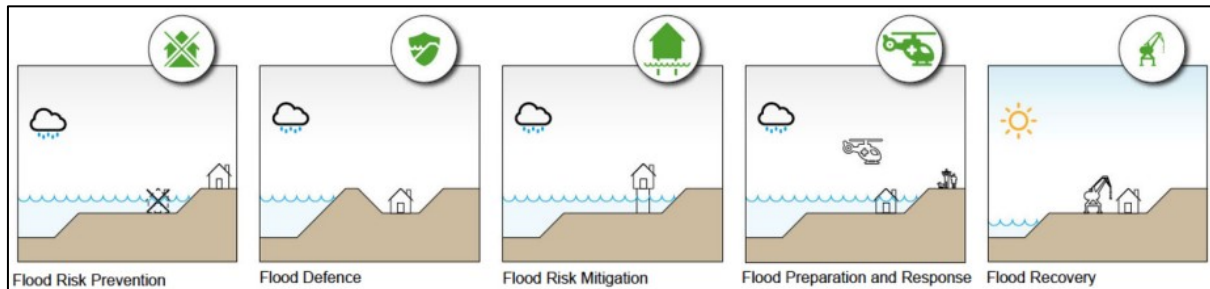 Flood Risk Prevention
Flood Defence
Flood Risk Mitigation
Flood Preparation and Response
Flood Recovery